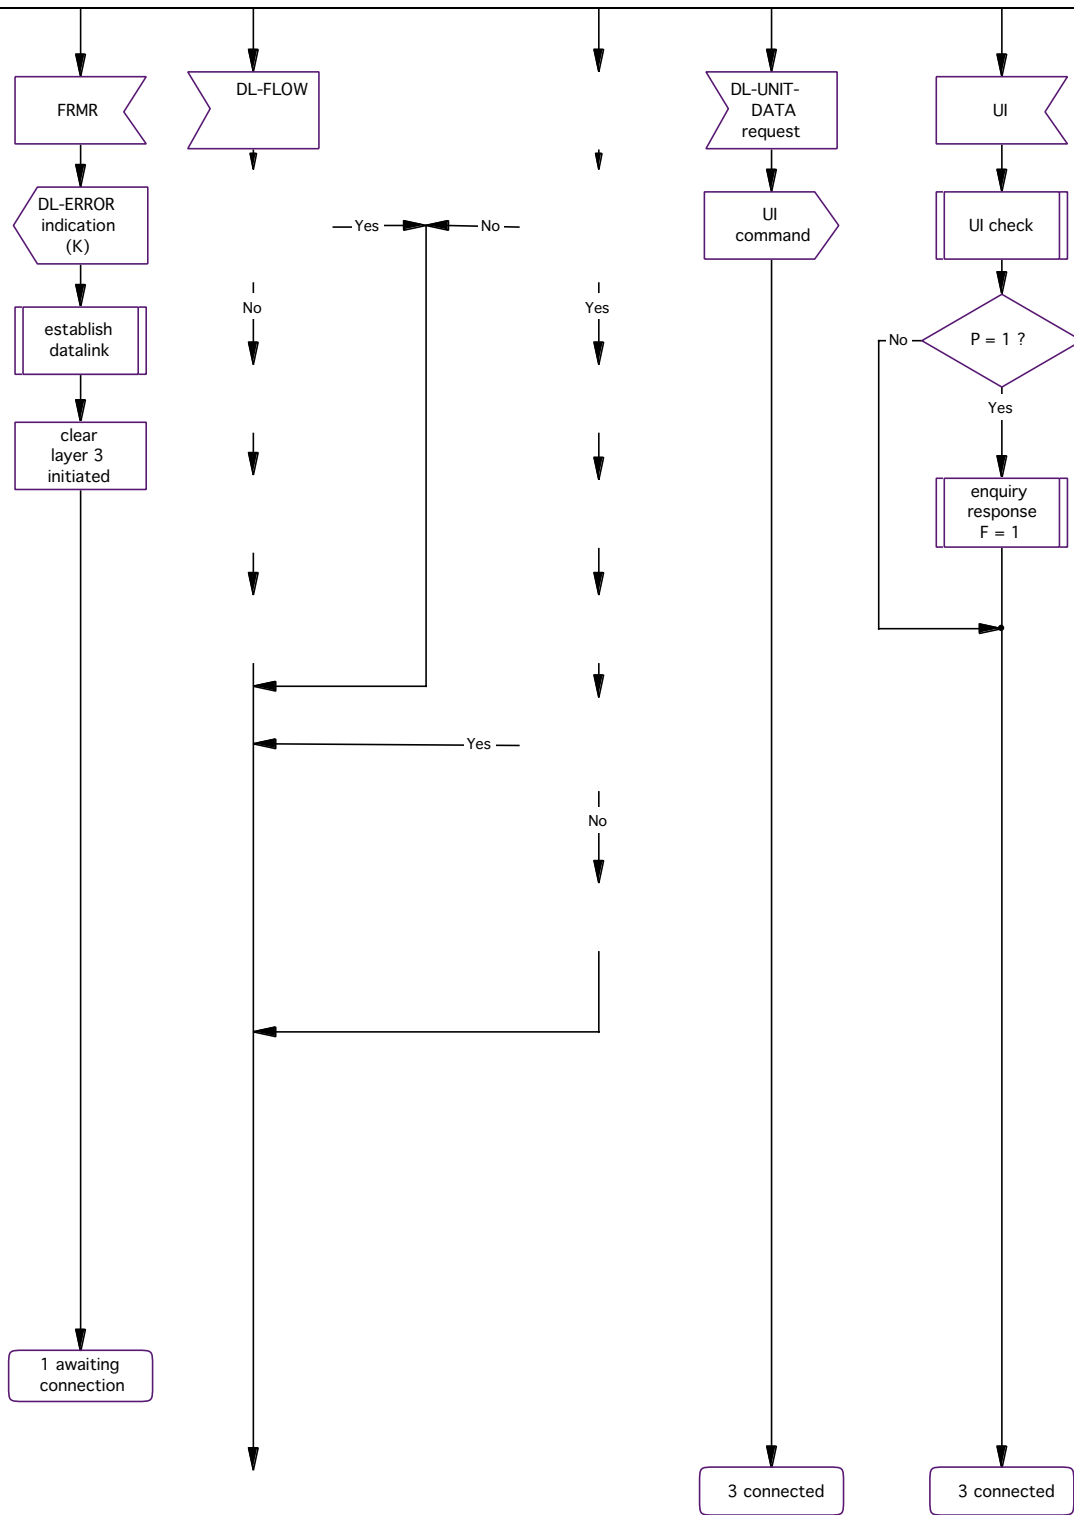 FRMR
DL-ERROR
indication
(K)
establish
datalink
clear
layer 3
initiated
1 awaiting
connection
DL-FLOW
Yes
No
No
Yes
Yes
No
DL-UNIT-
DATA
request
UI
command
3 connected
UI
UI check
P = 1 ?
No
Yes
enquiry
response
F = 1
3 connected